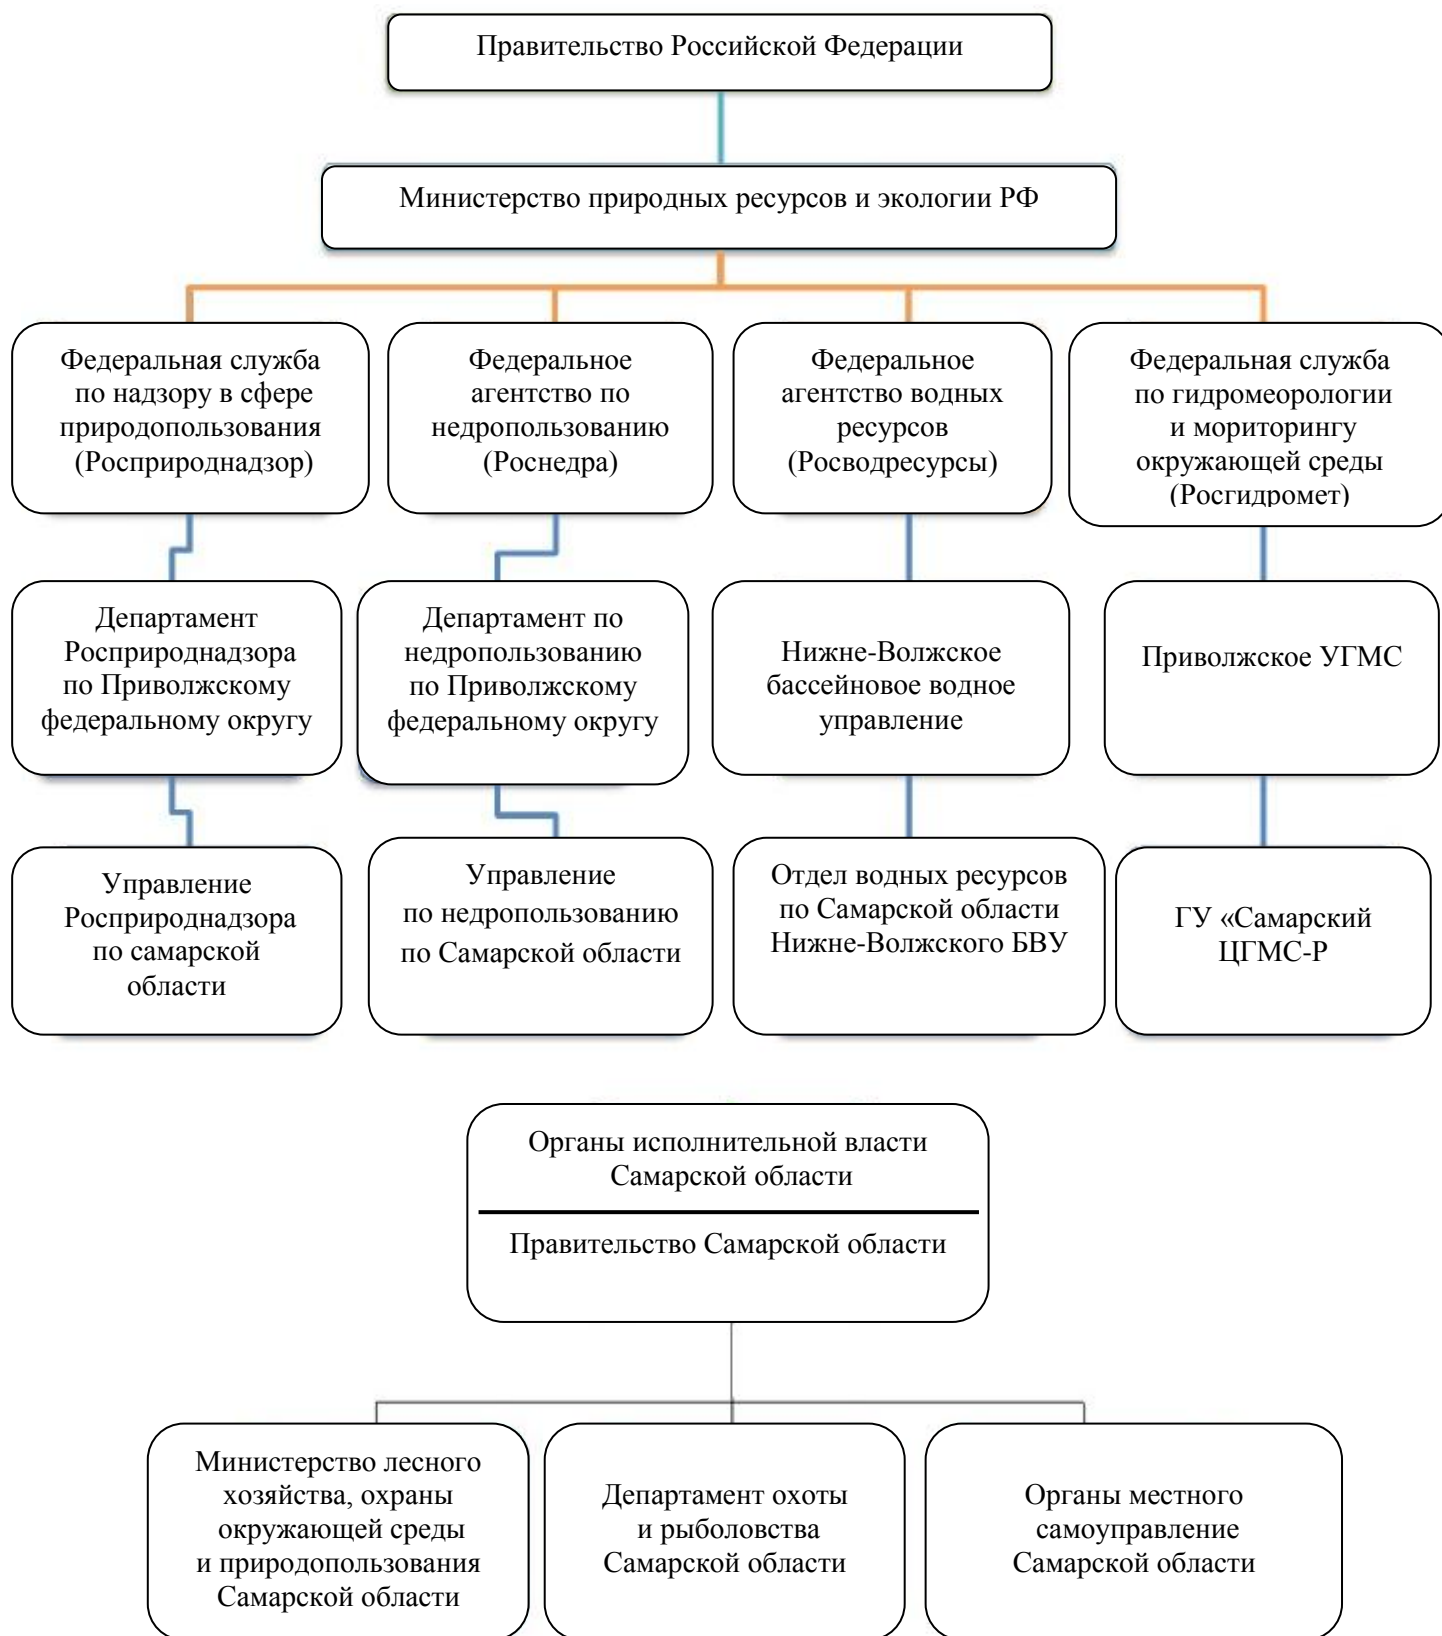 Правительство Российской Федерации
Министерство природных ресурсов и экологии РФ
Федеральная служба
по надзору в сфере
природопользования
(Росприроднадзор)
Федеральное
агентство по
недропользованию
(Роснедра)
Федеральное
агентство водных
ресурсов
(Росводресурсы)
Федеральная служба
по гидромеорологии
и мориторингу
окружающей среды
(Росгидромет)
Департамент
Росприроднадзора
по Приволжскому
федеральному округу
Департамент по
недропользованию
по Приволжскому
федеральному округу
Нижне-Волжское
бассейновое водное
управление
Приволжское УГМС
Управление
Росприроднадзора
по самарской
области
Управление
по недропользованию
по Самарской области
Отдел водных ресурсов
по Самарской области
Нижне-Волжского БВУ
ГУ «Самарский
ЦГМС-Р
Органы исполнительной власти
Самарской области
Правительство Самарской области
Министерство лесного
хозяйства, охраны
окружающей среды
и природопользования
Самарской области
Департамент охоты
и рыболовства
Самарской области
Органы местного
самоуправление
Самарской области